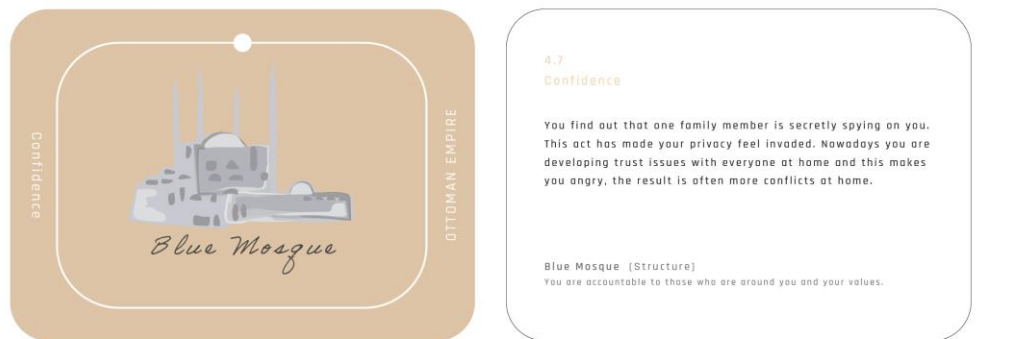 Confidence
Blue Mosque
OTTOMAN EMPIRE
4.7
Confidence
You find out that one family member is secretly spying on you.
This act has made your privacy feel invaded. Nowadays you are
developing trust issues with everyone at home and this makes
you angry, the result is often more conflicts at home.
Blue Mosque (Structure)
You are accountable to those who are around you and your values.